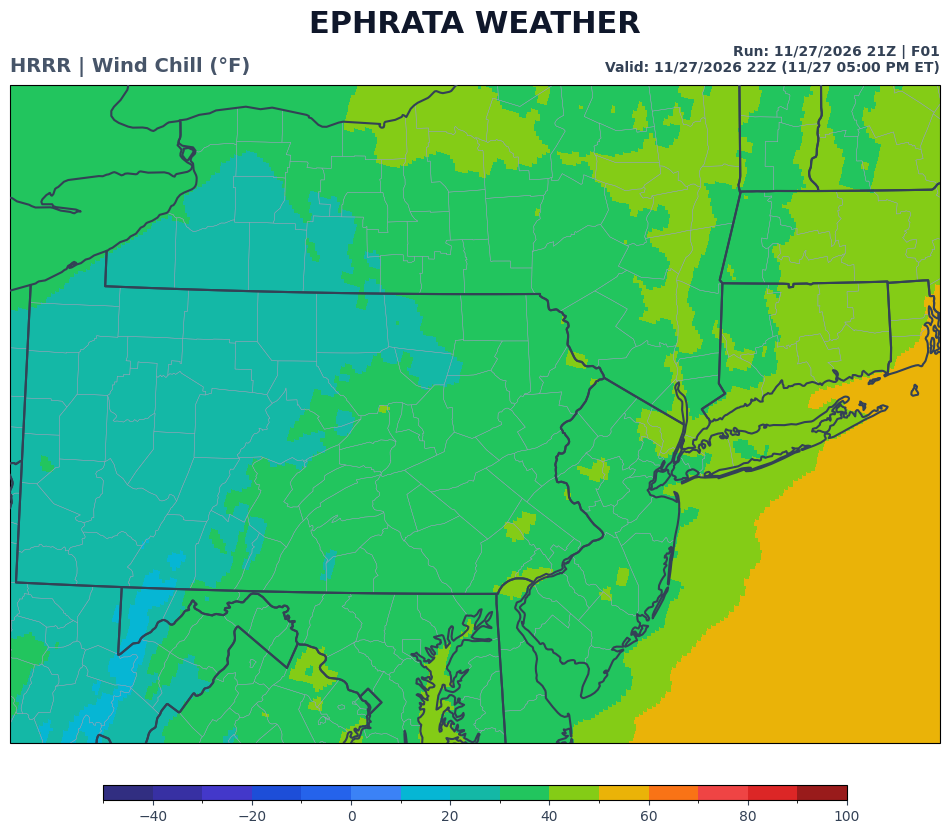 EPHRATA WEATHER
HRRR | Wind Chill (°F)
Run: 11/27/2026 21Z | F01
Valid: 11/27/2026 22Z (11/27 05:00 PM ET)
−40 −20 0 20 40 60 80 100